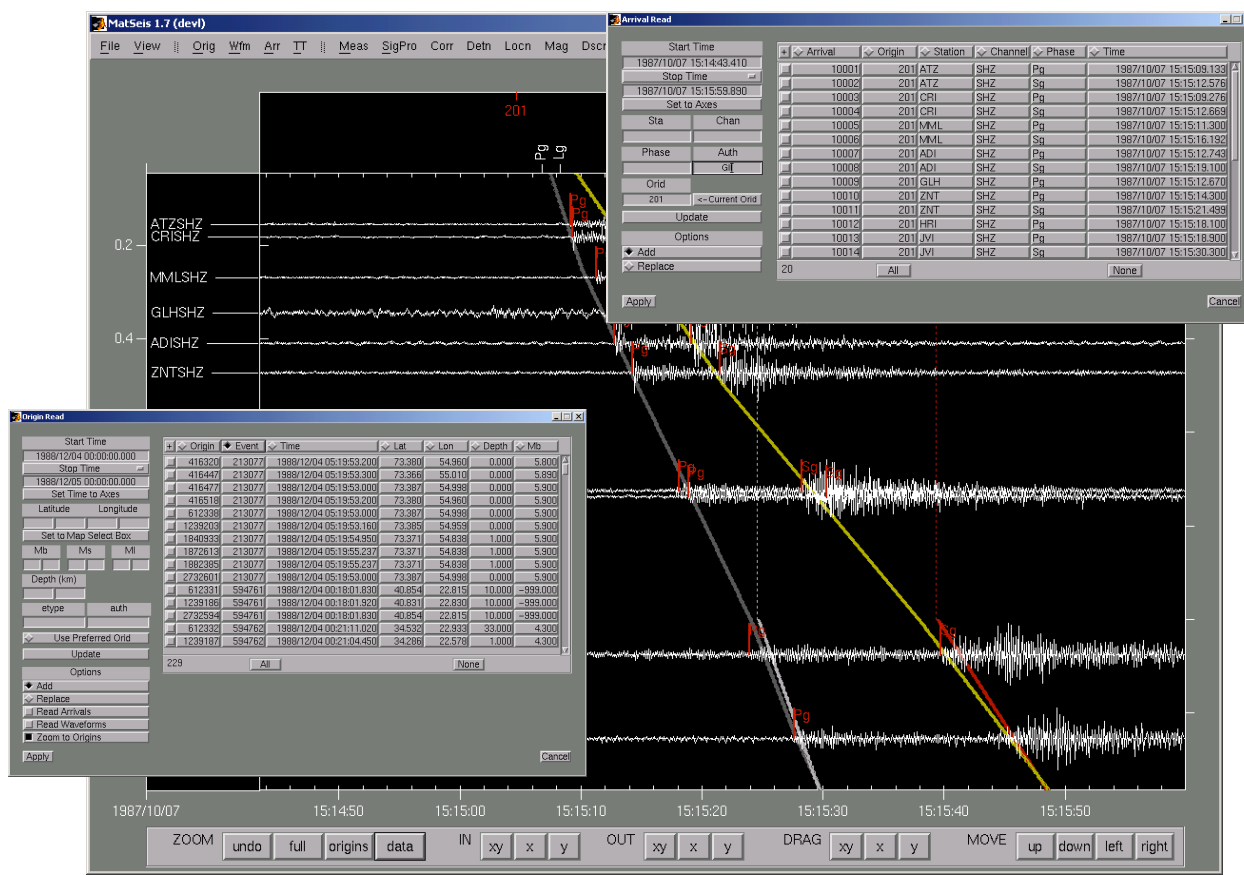 MatSeis 1.7 (devl)
File View || Orig Wfm Arr TT || Meas SigPro Corr Detn Locn Mag Dscr
201
Pg
Lg
Pg
Pg
ATZSHZ
CRISHZ
0.2
MMLSHZ
GLHSHZ
0.4
ADISHZ
ZNTSHZ
Pg
Sg
Pg
Pg
Sg
Sg
Pg
Sg
Pg
1987/10/07 15:14:50 15:15:00 15:15:10 15:15:20 15:15:30 15:15:40 15:15:50
ZOOM undo full origins data IN xy x y OUT xy x y DRAG xy x y MOVE up down left right
Arrival Read
Start Time
1987/10/07 15:14:43.410
Stop Time
1987/10/07 15:15:59.890
Set to Axes
Sta Chan
Phase Auth
Orid
201 <-Current Orid
Update
Options
Add
Replace
Apply
+ Arrival Origin Station Channel Phase Time
10001 201 ATZ SHZ Pg 1987/10/07 15:15:09.133
10002 201 ATZ SHZ Sg 1987/10/07 15:15:12.576
10003 201 CRI SHZ Pg 1987/10/07 15:15:09.276
10004 201 CRI SHZ Sg 1987/10/07 15:15:12.669
10005 201 MML SHZ Pg 1987/10/07 15:15:11.300
10006 201 MML SHZ Sg 1987/10/07 15:15:16.192
10007 201 ADI SHZ Pg 1987/10/07 15:15:12.743
10008 201 ADI SHZ Sg 1987/10/07 15:15:19.100
10009 201 GLH SHZ Pg 1987/10/07 15:15:12.670
10010 201 ZNT SHZ Pg 1987/10/07 15:15:14.300
10011 201 ZNT SHZ Sg 1987/10/07 15:15:21.499
10012 201 HRI SHZ Pg 1987/10/07 15:15:18.100
10013 201 JVI SHZ Pg 1987/10/07 15:15:18.900
10014 201 JVI SHZ Sg 1987/10/07 15:15:30.300
20 All None
Cancel
Origin Read
Start Time
1988/12/04 00:00:00.000
Stop Time
1988/12/05 00:00:00.000
Set Time to Axes
Latitude Longitude
Set to Map Select Box
Mb Ms Ml
Depth (km)
etype auth
Use Preferred Orid
Update
Options
Add
Replace
Read Arrivals
Read Waveforms
Zoom to Origins
Apply
+ Origin Event Time Lat Lon Depth Mb
416320 213077 1988/12/04 05:19:53.200 73.380 54.960 0.000 5.800
416447 213077 1988/12/04 05:19:53.300 73.366 55.010 0.000 5.890
416477 213077 1988/12/04 05:19:53.000 73.387 54.998 0.000 5.900
416518 213077 1988/12/04 05:19:53.200 73.380 54.960 0.000 5.900
612338 213077 1988/12/04 05:19:53.000 73.387 54.998 0.000 5.900
1239203 213077 1988/12/04 05:19:53.160 73.385 54.959 0.000 5.900
1840933 213077 1988/12/04 05:19:54.950 73.371 54.838 1.000 5.900
1872613 213077 1988/12/04 05:19:55.237 73.371 54.838 1.000 5.900
1882385 213077 1988/12/04 05:19:55.237 73.371 54.838 1.000 5.900
2732601 213077 1988/12/04 05:19:53.000 73.387 54.998 0.000 5.900
612331 594761 1988/12/04 00:18:01.830 40.854 22.815 10.000 -999.000
1239186 594761 1988/12/04 00:18:01.920 40.831 22.830 10.000 -999.000
2732594 594761 1988/12/04 00:18:01.830 40.854 22.815 10.000 -999.000
612332 594762 1988/12/04 00:21:11.020 34.532 22.933 33.000 4.300
1239187 594762 1988/12/04 00:21:04.450 34.286 22.578 1.000 4.300
229 All None
Cancel